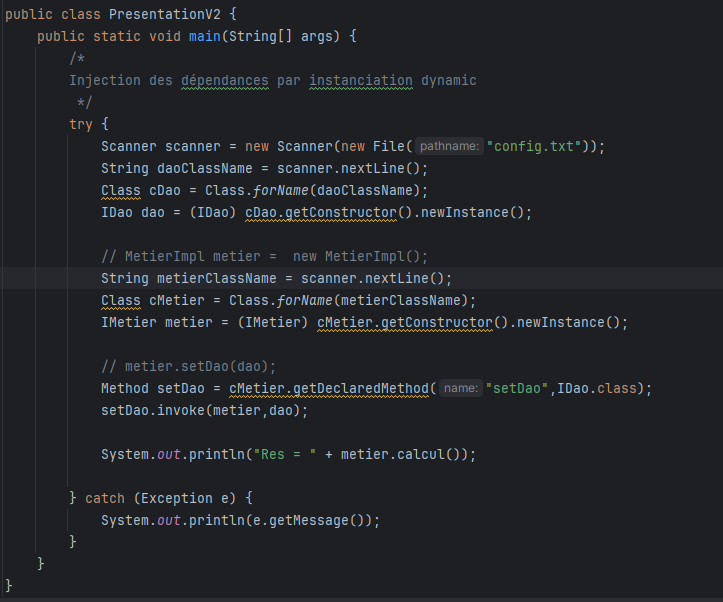 public class PresentationV2 {
    public static void main(String[] args) {
        /*
        Injection des dépendances par instanciation dynamic
         */
        try {
            Scanner scanner = new Scanner(new File( pathname: "config.txt"));
            String daoClassName = scanner.nextLine();
            Class cDao = Class.forName(daoClassName);
            IDao dao = (IDao) cDao.getConstructor().newInstance();

            // MetierImpl metier =  new MetierImpl();
            String metierClassName = scanner.nextLine();
            Class cMetier = Class.forName(metierClassName);
            IMetier metier = (IMetier) cMetier.getConstructor().newInstance();

            // metier.setDao(dao);
            Method setDao = cMetier.getDeclaredMethod( name: "setDao",IDao.class);
            setDao.invoke(metier,dao);

            System.out.println("Res = " + metier.calcul());

        } catch (Exception e) {
            System.out.println(e.getMessage());
        }
    }
}